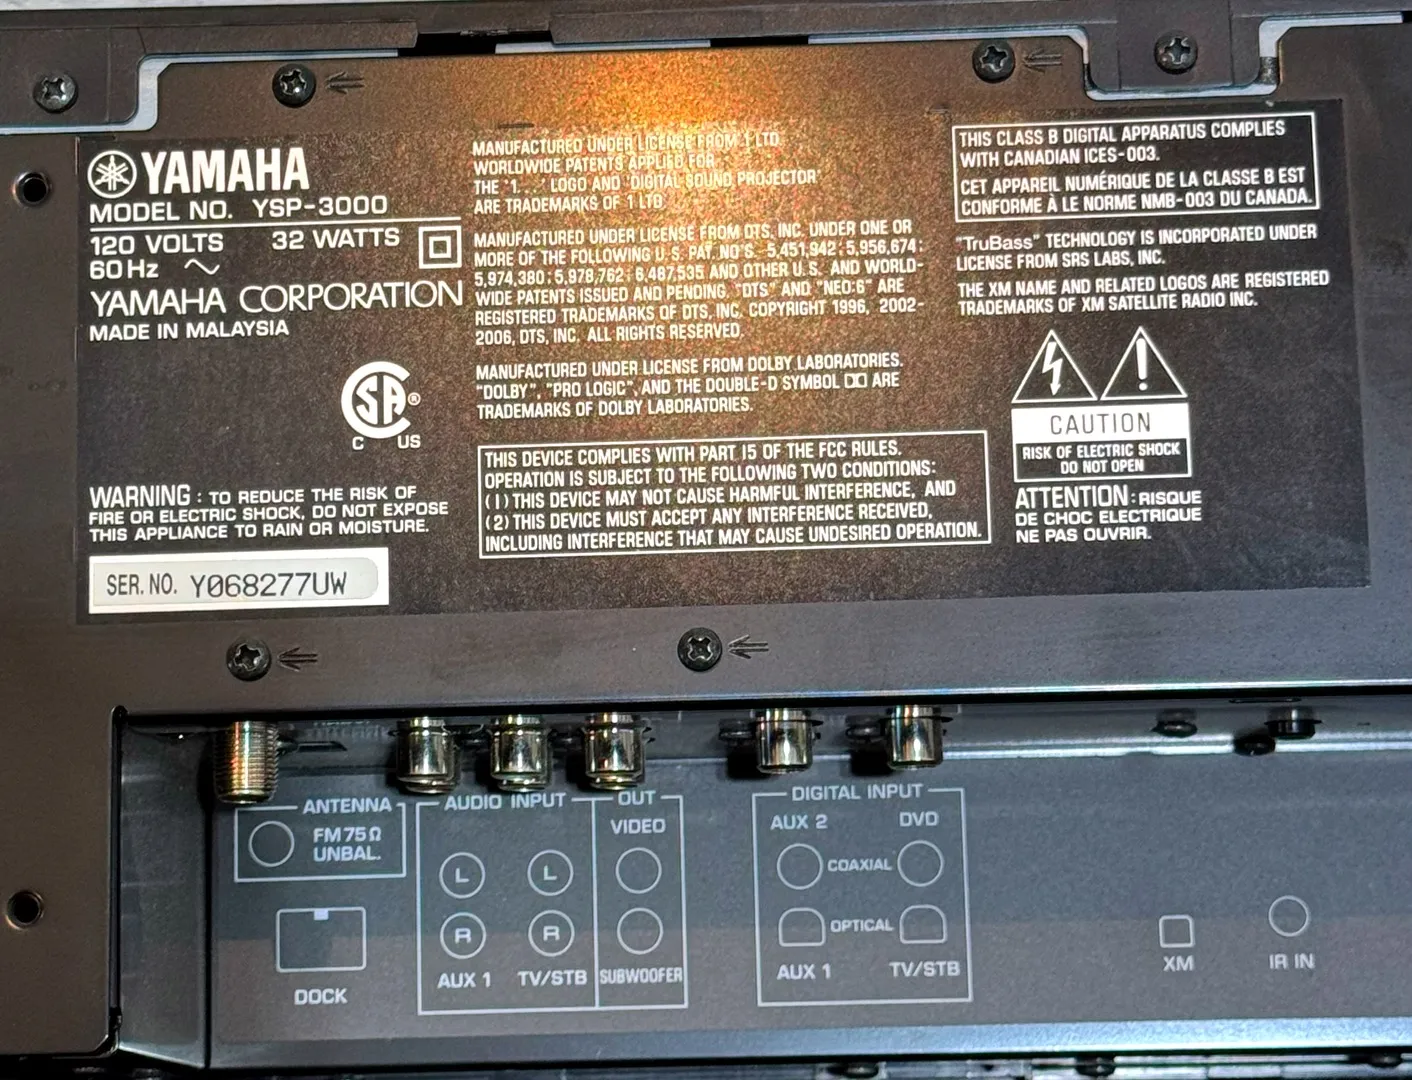 YAMAHA
MODEL NO. YSP-3000
120 VOLTS 32 WATTS
60Hz ∼
YAMAHA CORPORATION
MADE IN MALAYSIA
SA®
C US
WARNING : TO REDUCE THE RISK OF
FIRE OR ELECTRIC SHOCK, DO NOT EXPOSE
THIS APPLIANCE TO RAIN OR MOISTURE.
SER. NO. Y068277UW
MANUFACTURED UNDER LICENSE FROM 1 LTD.
WORLDWIDE PATENTS APPLIED FOR.
THE "1..." LOGO AND "DIGITAL SOUND PROJECTOR"
ARE TRADEMARKS OF 1 LTD.
MANUFACTURED UNDER LICENSE FROM DTS, INC. UNDER ONE OR
MORE OF THE FOLLOWING U.S. PAT. NO'S. 5,451,942; 5,956,674;
5,974,380; 5,978,762; 6,487,535 AND OTHER U.S. AND WORLD-
WIDE PATENTS ISSUED AND PENDING. "DTS" AND "NEO:6" ARE
REGISTERED TRADEMARKS OF DTS, INC. COPYRIGHT 1996, 2002-
2006, DTS, INC. ALL RIGHTS RESERVED.
MANUFACTURED UNDER LICENSE FROM DOLBY LABORATORIES.
"DOLBY", "PRO LOGIC", AND THE DOUBLE-D SYMBOL ARE
TRADEMARKS OF DOLBY LABORATORIES.
THIS DEVICE COMPLIES WITH PART 15 OF THE FCC RULES.
OPERATION IS SUBJECT TO THE FOLLOWING TWO CONDITIONS:
(1) THIS DEVICE MAY NOT CAUSE HARMFUL INTERFERENCE, AND
(2) THIS DEVICE MUST ACCEPT ANY INTERFERENCE RECEIVED,
INCLUDING INTERFERENCE THAT MAY CAUSE UNDESIRED OPERATION.
THIS CLASS B DIGITAL APPARATUS COMPLIES
WITH CANADIAN ICES-003.
CET APPAREIL NUMÉRIQUE DE LA CLASSE B EST
CONFORME À LE NORME NMB-003 DU CANADA.
"TruBass" TECHNOLOGY IS INCORPORATED UNDER
LICENSE FROM SRS LABS, INC.
THE XM NAME AND RELATED LOGOS ARE REGISTERED
TRADEMARKS OF XM SATELLITE RADIO INC.
CAUTION
RISK OF ELECTRIC SHOCK
DO NOT OPEN
ATTENTION : RISQUE
DE CHOC ELECTRIQUE
NE PAS OUVRIR.
ANTENNA
FM 75Ω
UNBAL.
DOCK
AUDIO INPUT
L L
R R
AUX 1 TV/STB
OUT
VIDEO
SUBWOOFER
DIGITAL INPUT
AUX 2 DVD
COAXIAL
OPTICAL
AUX 1 TV/STB
XM
IR IN